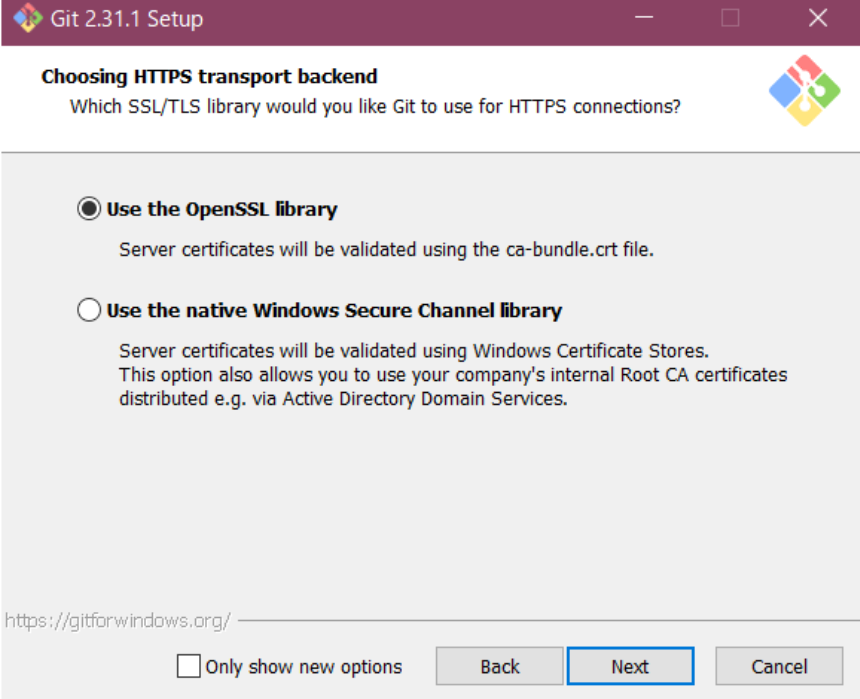 Git 2.31.1 Setup
Choosing HTTPS transport backend
Which SSL/TLS library would you like Git to use for HTTPS connections?
Use the OpenSSL library
Server certificates will be validated using the ca-bundle.crt file.
Use the native Windows Secure Channel library
Server certificates will be validated using Windows Certificate Stores.
This option also allows you to use your company's internal Root CA certificates
distributed e.g. via Active Directory Domain Services.
https://gitforwindows.org/
Only show new options Back Next Cancel